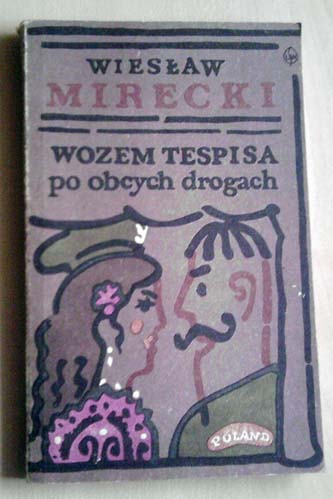 WIESŁAW
MIRECKI
WOZEM TESPISA
po obcych drogach
POLAND